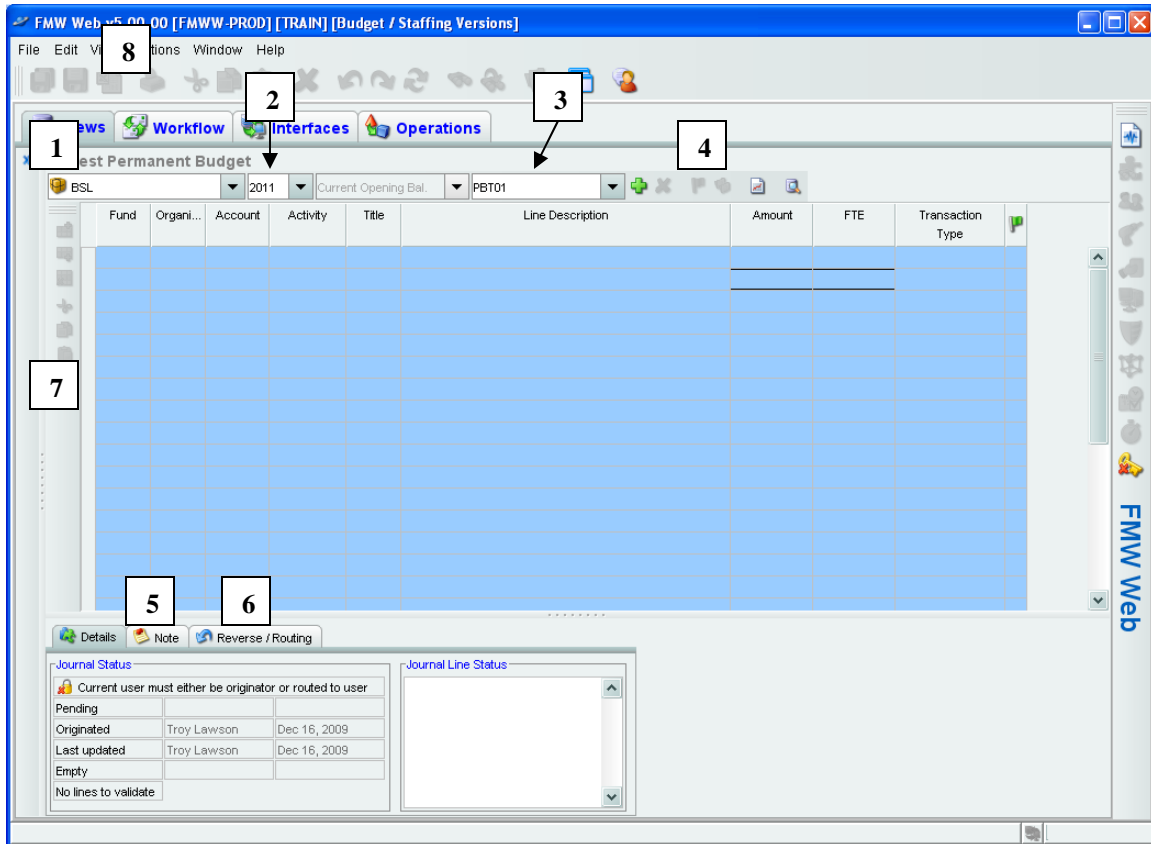 FMW Web v5.00.00 [FMWW-PROD] [TRAIN] [Budget / Staffing Versions]
File Edit Vi tions Window Help
8
2
3
ws Workflow Interfaces Operations
1
4
est Permanent Budget
BSL 2011 Current Opening Bal. PBT01
Fund Organi... Account Activity Title Line Description Amount FTE Transaction Type
7
FMW Web
5
6
Details Note Reverse / Routing
Journal Status
Journal Line Status
Current user must either be originator or routed to user
Pending
Originated Troy Lawson Dec 16, 2009
Last updated Troy Lawson Dec 16, 2009
Empty
No lines to validate